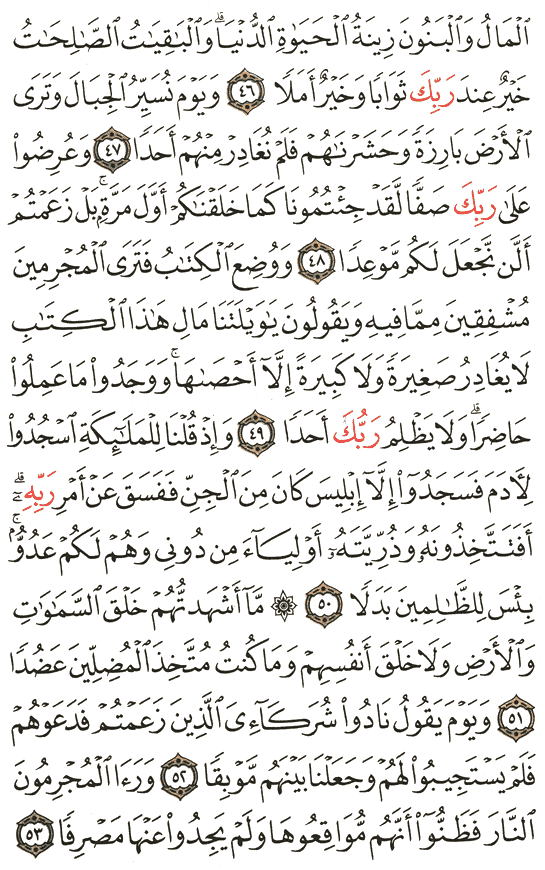 ٱلْمَالُ وَٱلْبَنُونَ زِينَةُ ٱلْحَيَوٰةِ ٱلدُّنْيَاۖ وَٱلْبَٰقِيَٰتُ ٱلصَّٰلِحَٰتُ
خَيْرٌ عِندَ رَبِّكَ ثَوَابًا وَخَيْرٌ أَمَلًا ٤٦ وَيَوْمَ نُسَيِّرُ ٱلْجِبَالَ وَتَرَى
ٱلْأَرْضَ بَارِزَةً وَحَشَرْنَٰهُمْ فَلَمْ نُغَادِرْ مِنْهُمْ أَحَدًا ٤٧ وَعُرِضُوا۟
عَلَىٰ رَبِّكَ صَفًّا لَّقَدْ جِئْتُمُونَا كَمَا خَلَقْنَٰكُمْ أَوَّلَ مَرَّةٍۭۚ بَلْ زَعَمْتُمْ
أَلَّن نَّجْعَلَ لَكُم مَّوْعِدًا ٤٨ وَوُضِعَ ٱلْكِتَٰبُ فَتَرَى ٱلْمُجْرِمِينَ
مُشْفِقِينَ مِمَّا فِيهِ وَيَقُولُونَ يَٰوَيْلَتَنَا مَالِ هَٰذَا ٱلْكِتَٰبِ
لَا يُغَادِرُ صَغِيرَةً وَلَا كَبِيرَةً إِلَّآ أَحْصَىٰهَاۚ وَوَجَدُوا۟ مَا عَمِلُوا۟
حَاضِرًاۗ وَلَا يَظْلِمُ رَبُّكَ أَحَدًا ٤٩ وَإِذْ قُلْنَا لِلْمَلَٰٓئِكَةِ ٱسْجُدُوا۟
لِءَادَمَ فَسَجَدُوٓا۟ إِلَّآ إِبْلِيسَ كَانَ مِنَ ٱلْجِنِّ فَفَسَقَ عَنْ أَمْرِ رَبِّهِۦٓۗ
أَفَتَتَّخِذُونَهُۥ وَذُرِّيَّتَهُۥٓ أَوْلِيَآءَ مِن دُونِى وَهُمْ لَكُمْ عَدُوٌّۢۚ
بِئْسَ لِلظَّٰلِمِينَ بَدَلًا ٥٠ ۞ مَّآ أَشْهَدتُّهُمْ خَلْقَ ٱلسَّمَٰوَٰتِ
وَٱلْأَرْضِ وَلَا خَلْقَ أَنفُسِهِمْ وَمَا كُنتُ مُتَّخِذَ ٱلْمُضِلِّينَ عَضُدًا
٥١ وَيَوْمَ يَقُولُ نَادُوا۟ شُرَكَآءِىَ ٱلَّذِينَ زَعَمْتُمْ فَدَعَوْهُمْ
فَلَمْ يَسْتَجِيبُوا۟ لَهُمْ وَجَعَلْنَا بَيْنَهُم مَّوْبِقًا ٥٢ وَرَءَا ٱلْمُجْرِمُونَ
ٱلنَّارَ فَظَنُّوٓا۟ أَنَّهُم مُّوَاقِعُوهَا وَلَمْ يَجِدُوا۟ عَنْهَا مَصْرِفًا ٥٣